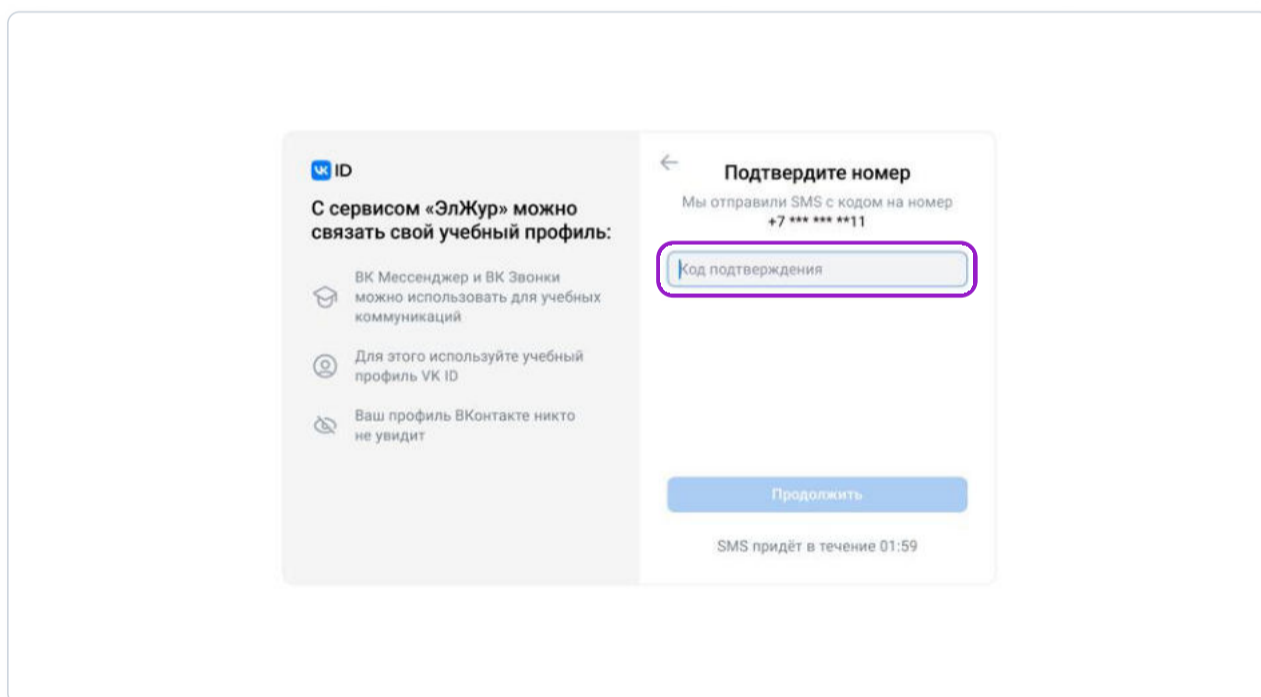 VK ID
С сервисом «ЭлЖур» можно
связать свой учебный профиль:
ВК Мессенджер и ВК Звонки
можно использовать для учебных
коммуникаций
Для этого используйте учебный
профиль VK ID
Ваш профиль ВКонтакте никто
не увидит
Подтвердите номер
Мы отправили SMS с кодом на номер
+7 *** *** **11
Код подтверждения
Продолжить
SMS придёт в течение 01:59